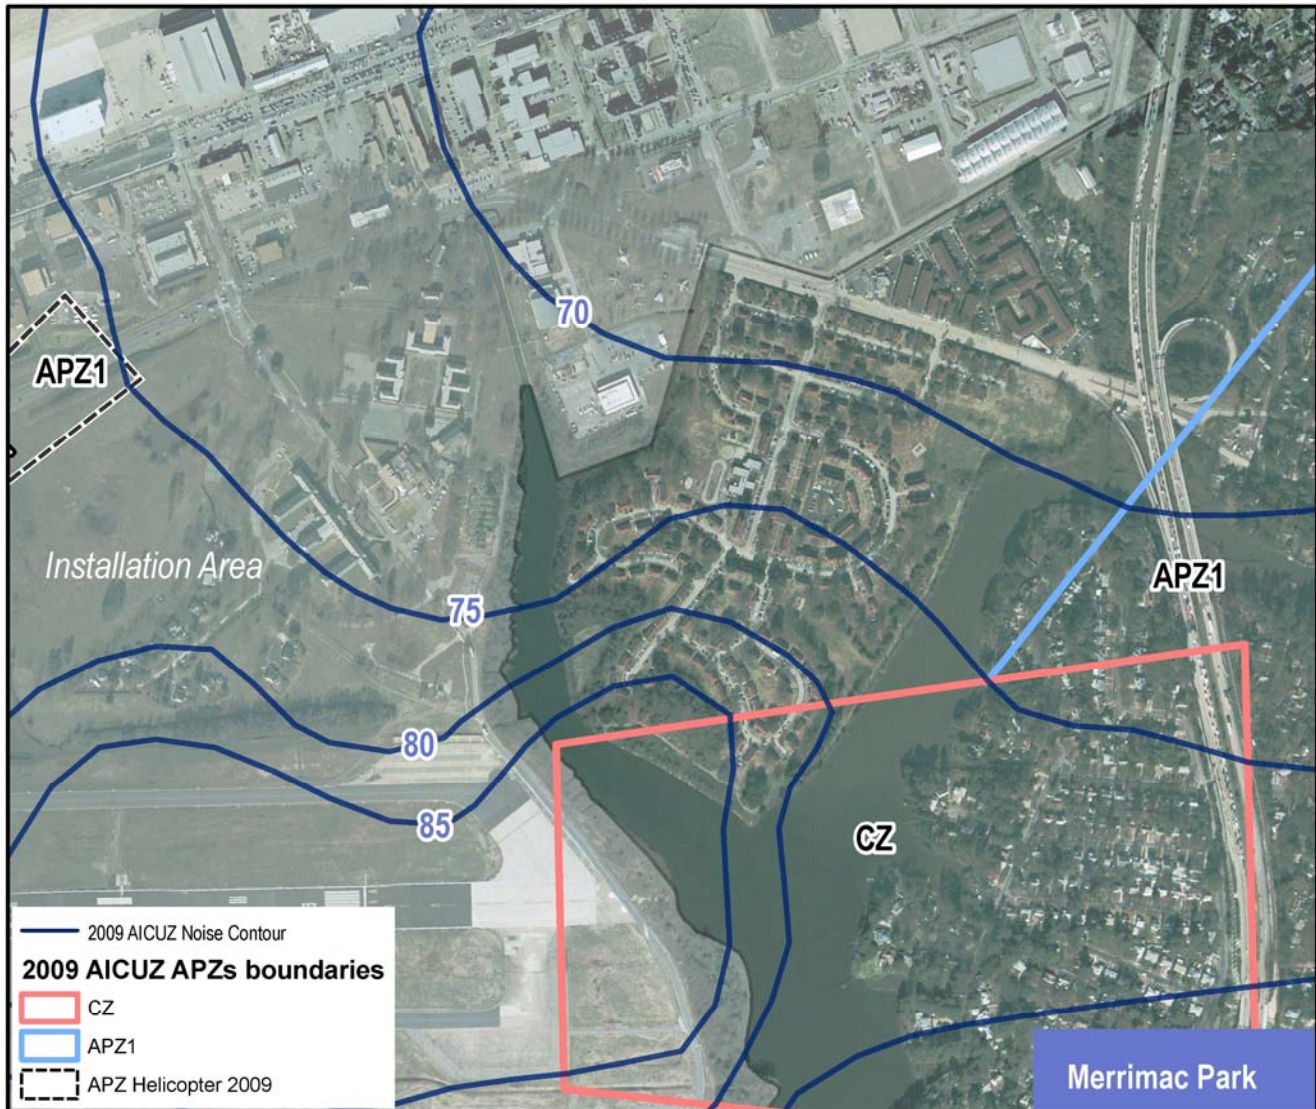 70
APZ1
Installation Area
APZ1
75
80
85
CZ
2009 AICUZ Noise Contour
2009 AICUZ APZs boundaries
CZ
APZ1
APZ Helicopter 2009
Merrimac Park